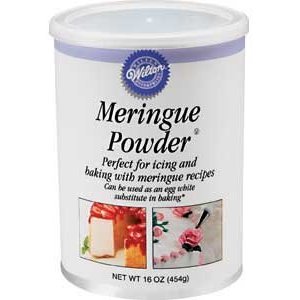 Wilton
Meringue
Powder®
Perfect for icing and
baking with meringue recipes
Can be used as an egg white
substitute in baking*
NET WT 16 OZ (454g)